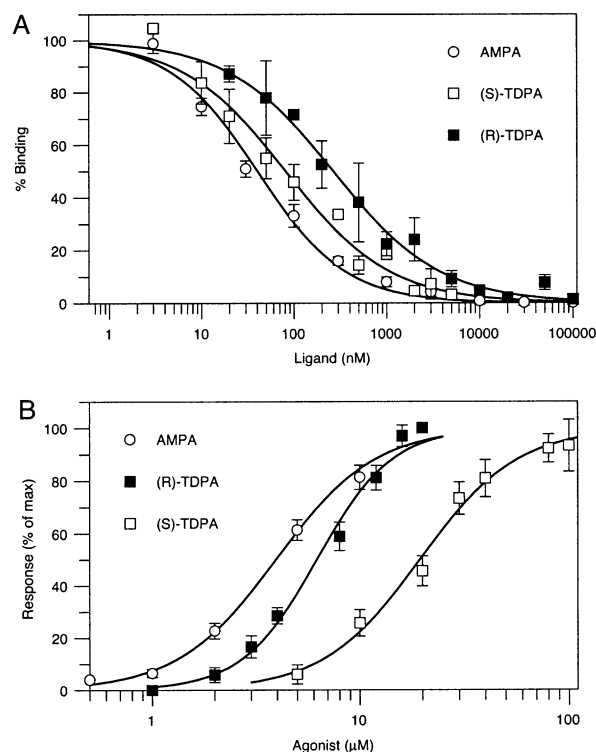 A
100
80
60
40
20
0
% Binding
AMPA
(S)-TDPA
(R)-TDPA
1 10 100 1000 10000 100000
Ligand (nM)
B
100
80
60
40
20
0
Response (% of max)
AMPA
(R)-TDPA
(S)-TDPA
1 10 100
Agonist (μM)